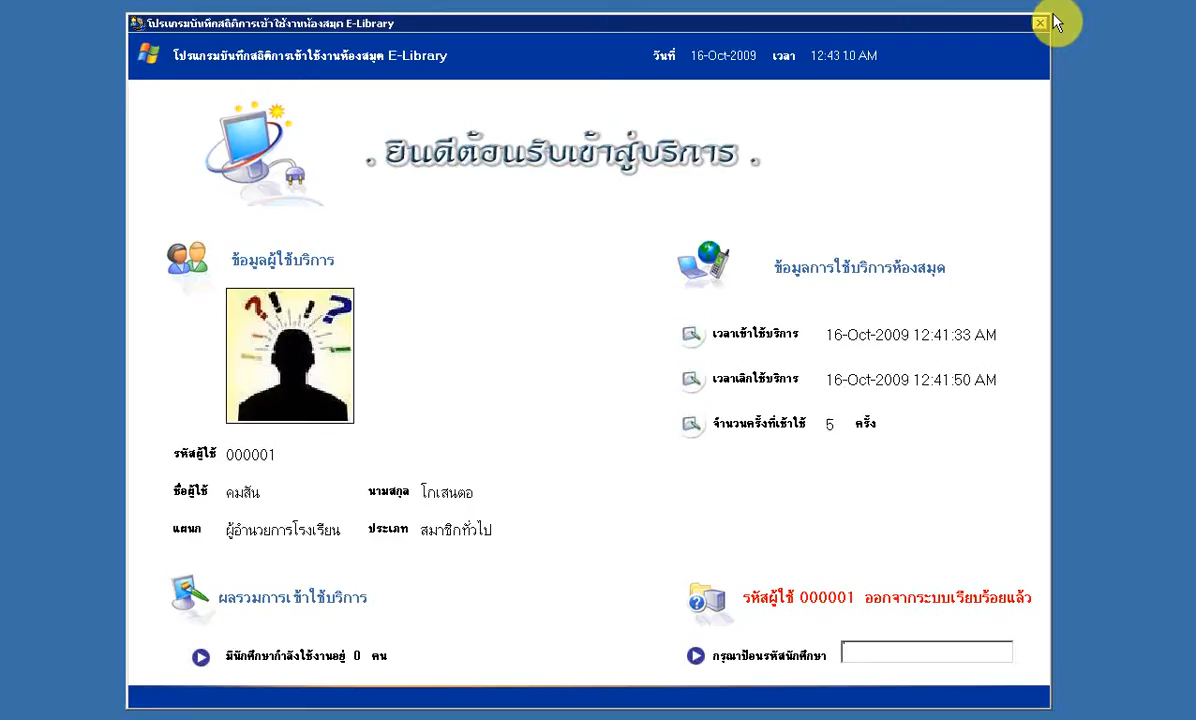 โปรแกรมบันทึกสถิติการเข้าใช้งานห้องสมุด E-Library
โปรแกรมบันทึกสถิติการเข้าใช้งานห้องสมุด E-Library วันที่ 16-Oct-2009 เวลา 12:43:10 AM
. ยินดีต้อนรับเข้าสู่บริการ .
ข้อมูลผู้ใช้บริการ
ข้อมูลการใช้บริการห้องสมุด
เวลาเข้าใช้บริการ 16-Oct-2009 12:41:33 AM
เวลาเลิกใช้บริการ 16-Oct-2009 12:41:50 AM
จำนวนครั้งที่เข้าใช้ 5 ครั้ง
รหัสผู้ใช้ 000001
ชื่อผู้ใช้ คมสัน นามสกุล โกเสนตอ
แผนก ผู้อำนวยการโรงเรียน ประเภท สมาชิกทั่วไป
ผลรวมการเข้าใช้บริการ
รหัสผู้ใช้ 000001 ออกจากระบบเรียบร้อยแล้ว
มีนักศึกษากำลังใช้งานอยู่ 0 คน
กรุณาป้อนรหัสนักศึกษา